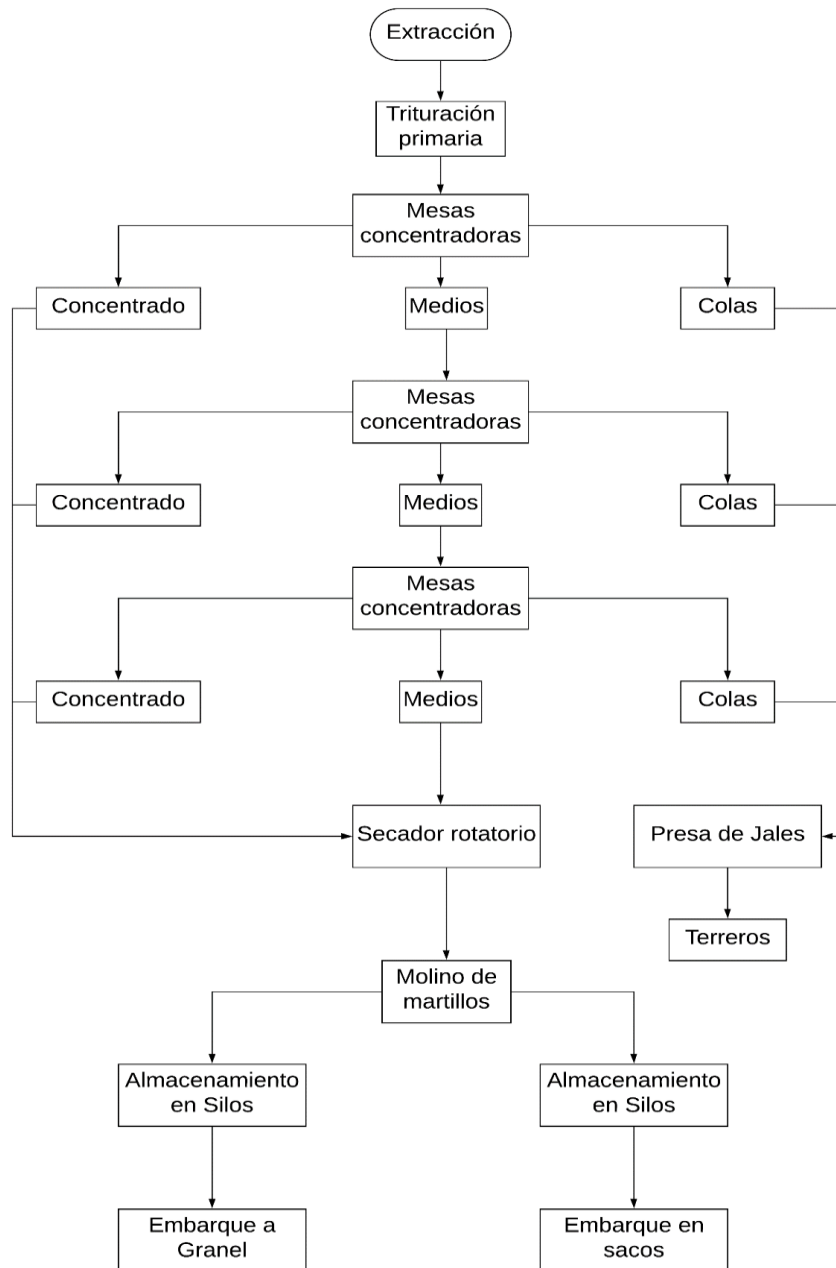 Extracción
Trituración
primaria
Mesas
concentradoras
Concentrado
Medios
Colas
Mesas
concentradoras
Concentrado
Medios
Colas
Mesas
concentradoras
Concentrado
Medios
Colas
Secador rotatorio
Presa de Jales
Terreros
Molino de
martillos
Almacenamiento
en Silos
Almacenamiento
en Silos
Embarque a
Granel
Embarque en
sacos